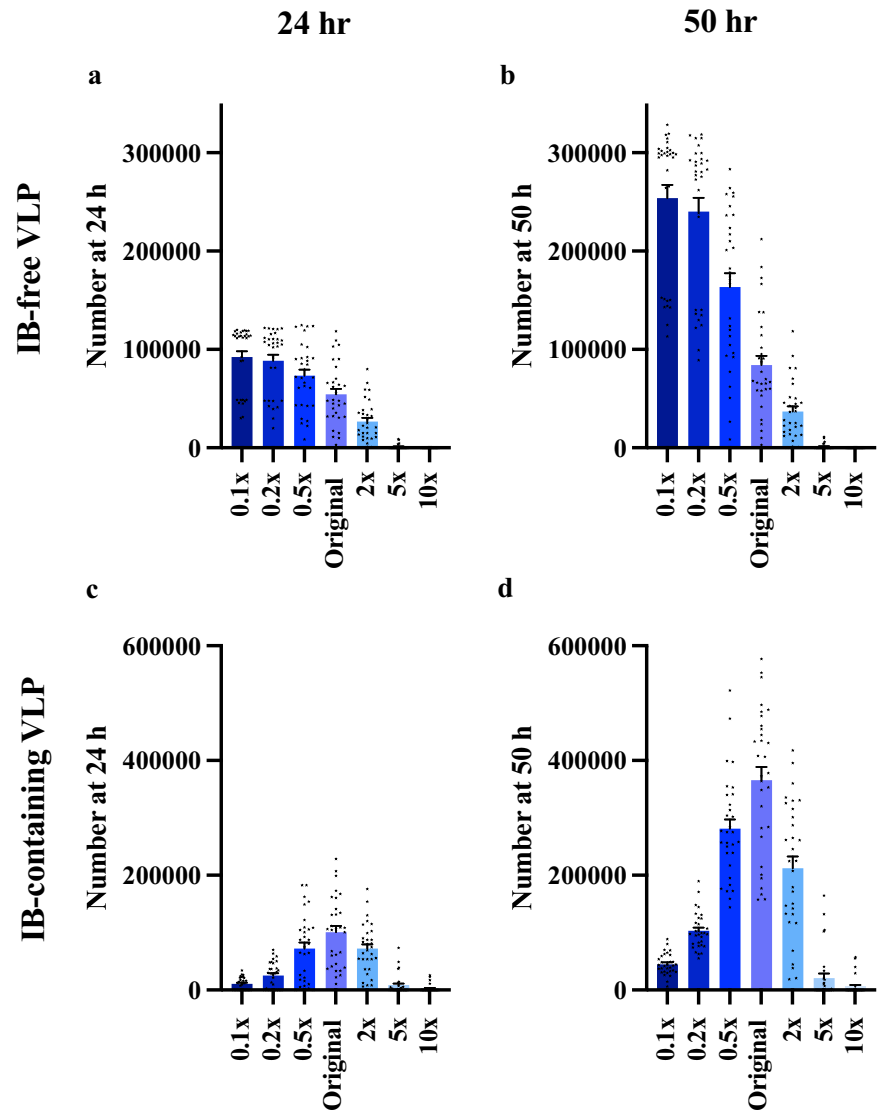 24 hr
50 hr
IB-free VLP
a
Number at 24 h
300000
200000
100000
0
0.1x
0.2x
0.5x
Original
2x
5x
10x
b
Number at 50 h
300000
200000
100000
0
0.1x
0.2x
0.5x
Original
2x
5x
10x
IB-containing VLP
c
Number at 24 h
600000
400000
200000
0
0.1x
0.2x
0.5x
Original
2x
5x
10x
d
Number at 50 h
600000
400000
200000
0
0.1x
0.2x
0.5x
Original
2x
5x
10x